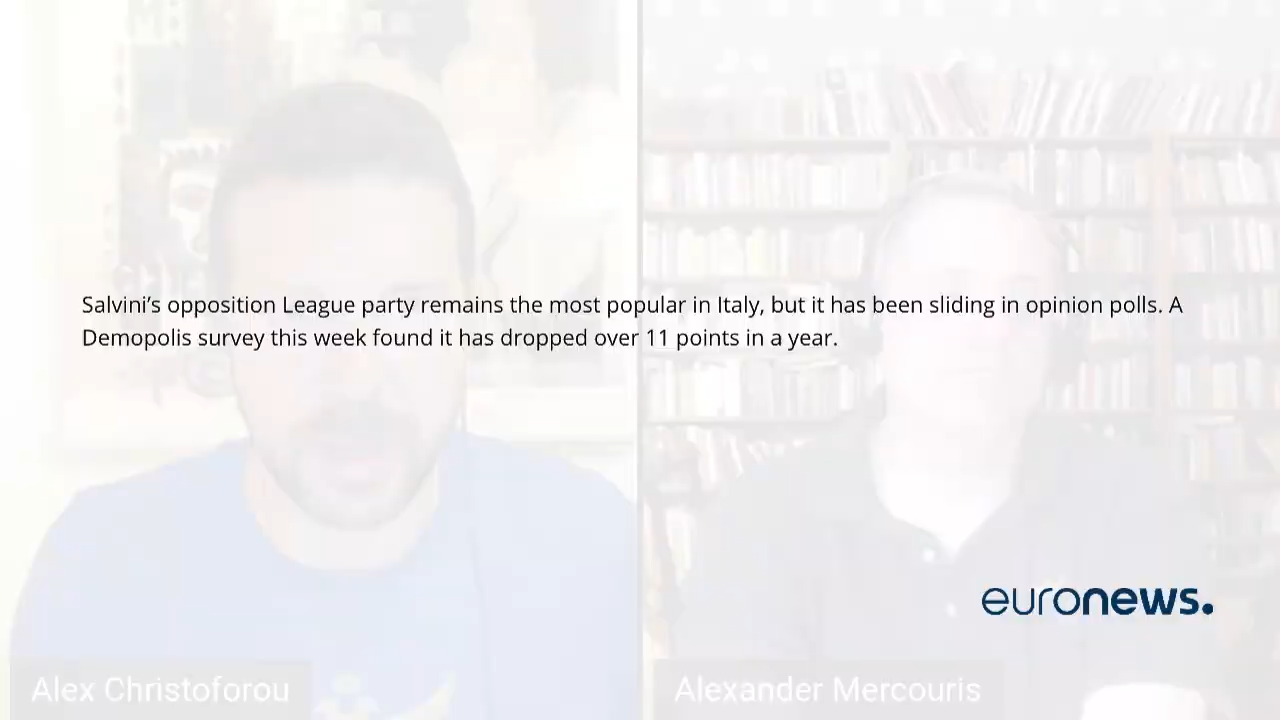 Salvini’s opposition League party remains the most popular in Italy, but it has been sliding in opinion polls. A
Demopolis survey this week found it has dropped over 11 points in a year.
euronews.
Alex Christoforou
Alexander Mercouris